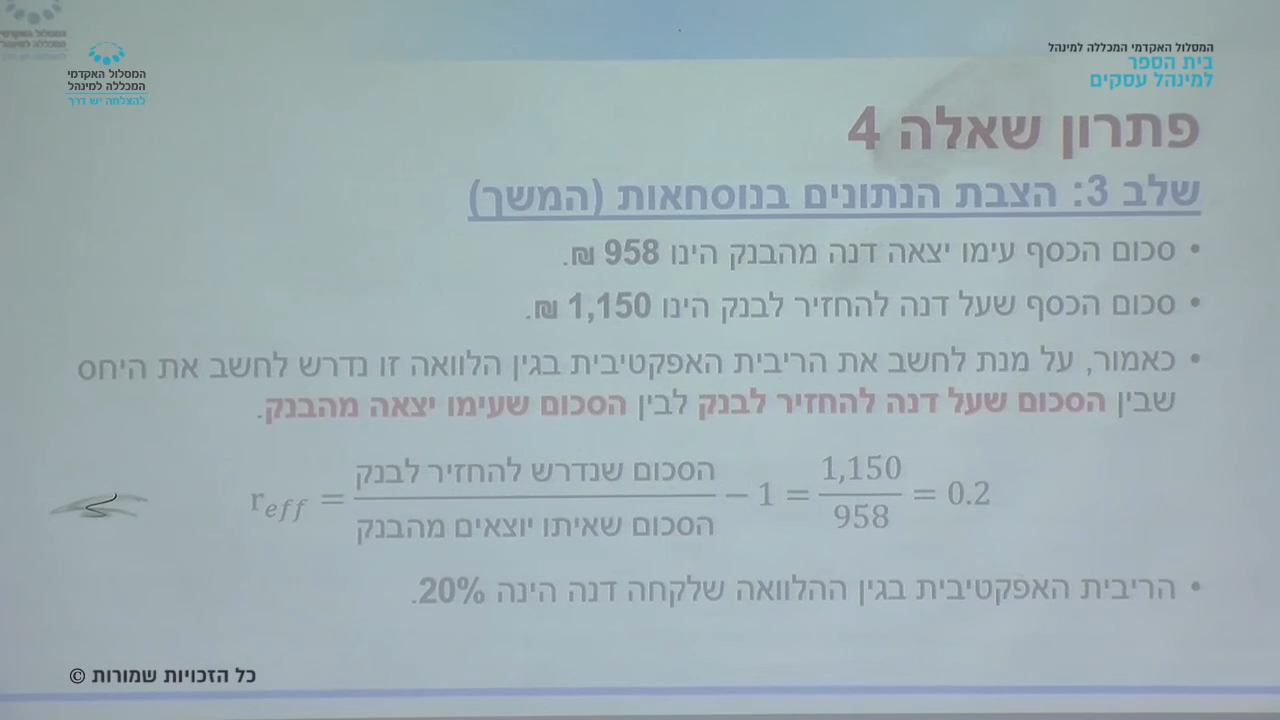 המסלול האקדמי המכללה למינהל
בית הספר
למינהל עסקים
המסלול האקדמי
המכללה למינהל
להצלחה יש דרך
פתרון שאלה 4
שלב 3: הצבת הנתונים בנוסחאות (המשך)
• סכום הכסף עימו יצאה דנה מהבנק הינו 958 ₪.
• סכום הכסף שעל דנה להחזיר לבנק הינו 1,150 ₪.
• כאמור, על מנת לחשב את הריבית האפקטיבית בגין הלוואה זו נדרש לחשב את היחס
שבין הסכום שעל דנה להחזיר לבנק לבין הסכום שעימו יצאה מהבנק.
r_eff = הסכום שנדרש להחזיר לבנק / הסכום שאיתו יוצאים מהבנק − 1 = 1,150 / 958 = 0.2
• הריבית האפקטיבית בגין ההלוואה שלקחה דנה הינה 20%.
כל הזכויות שמורות ©